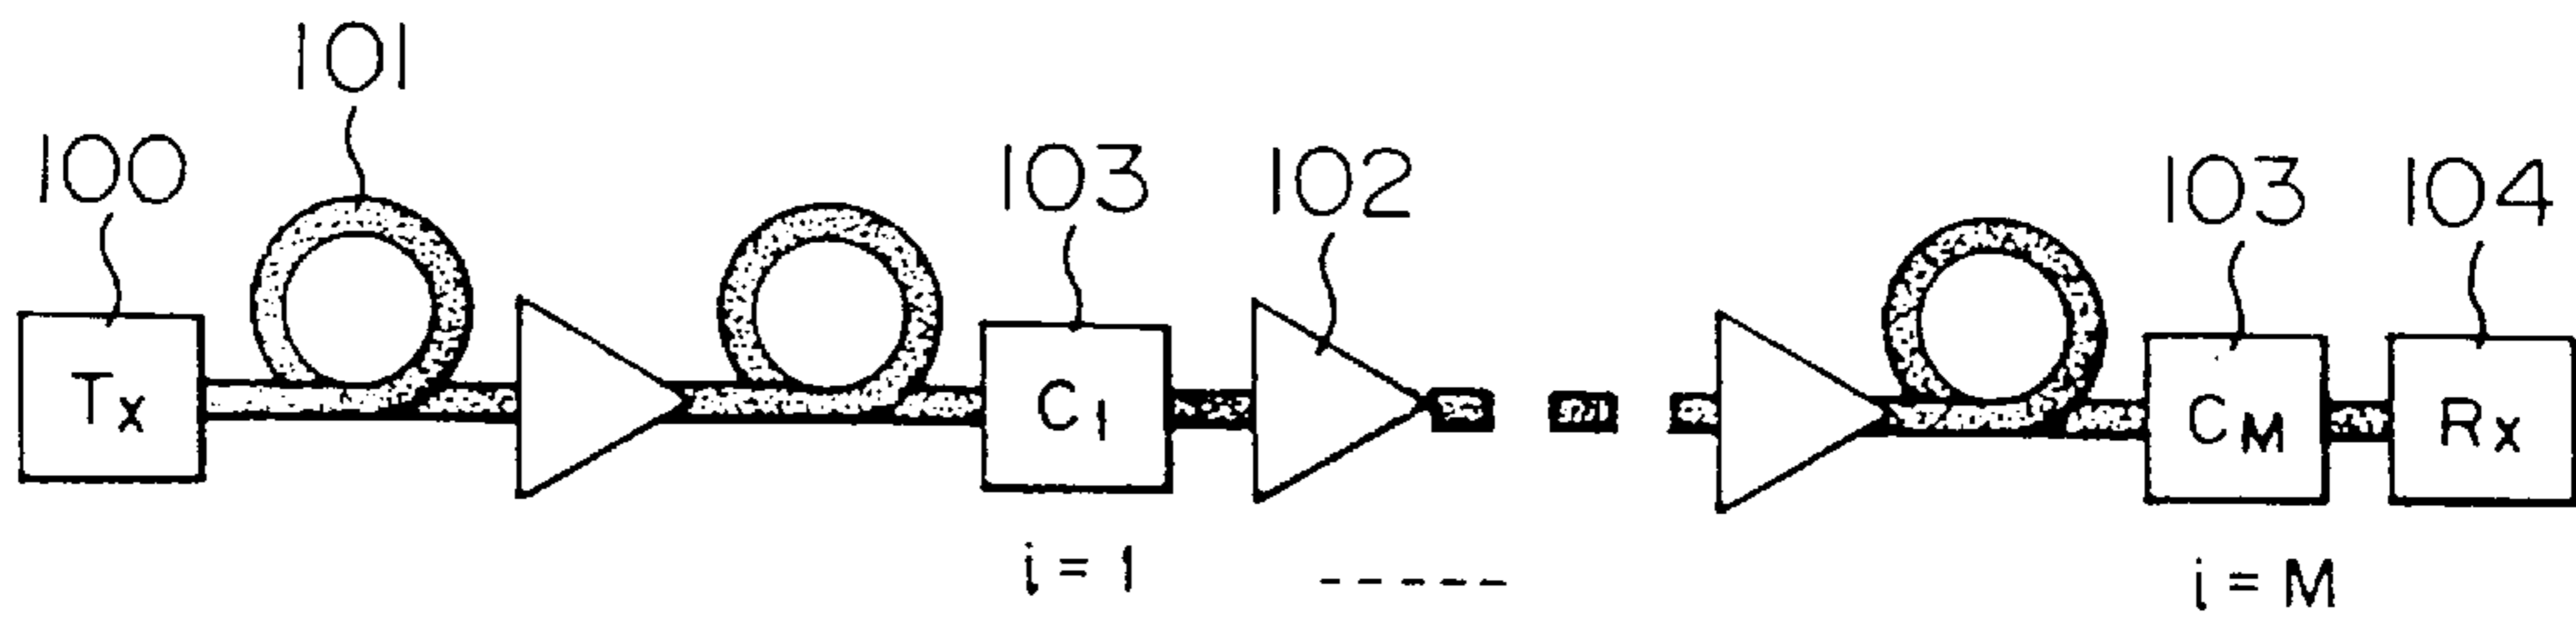 101
100
103
102
103
104
Tx
C1
CM
Rx
i = 1 -----
i = M